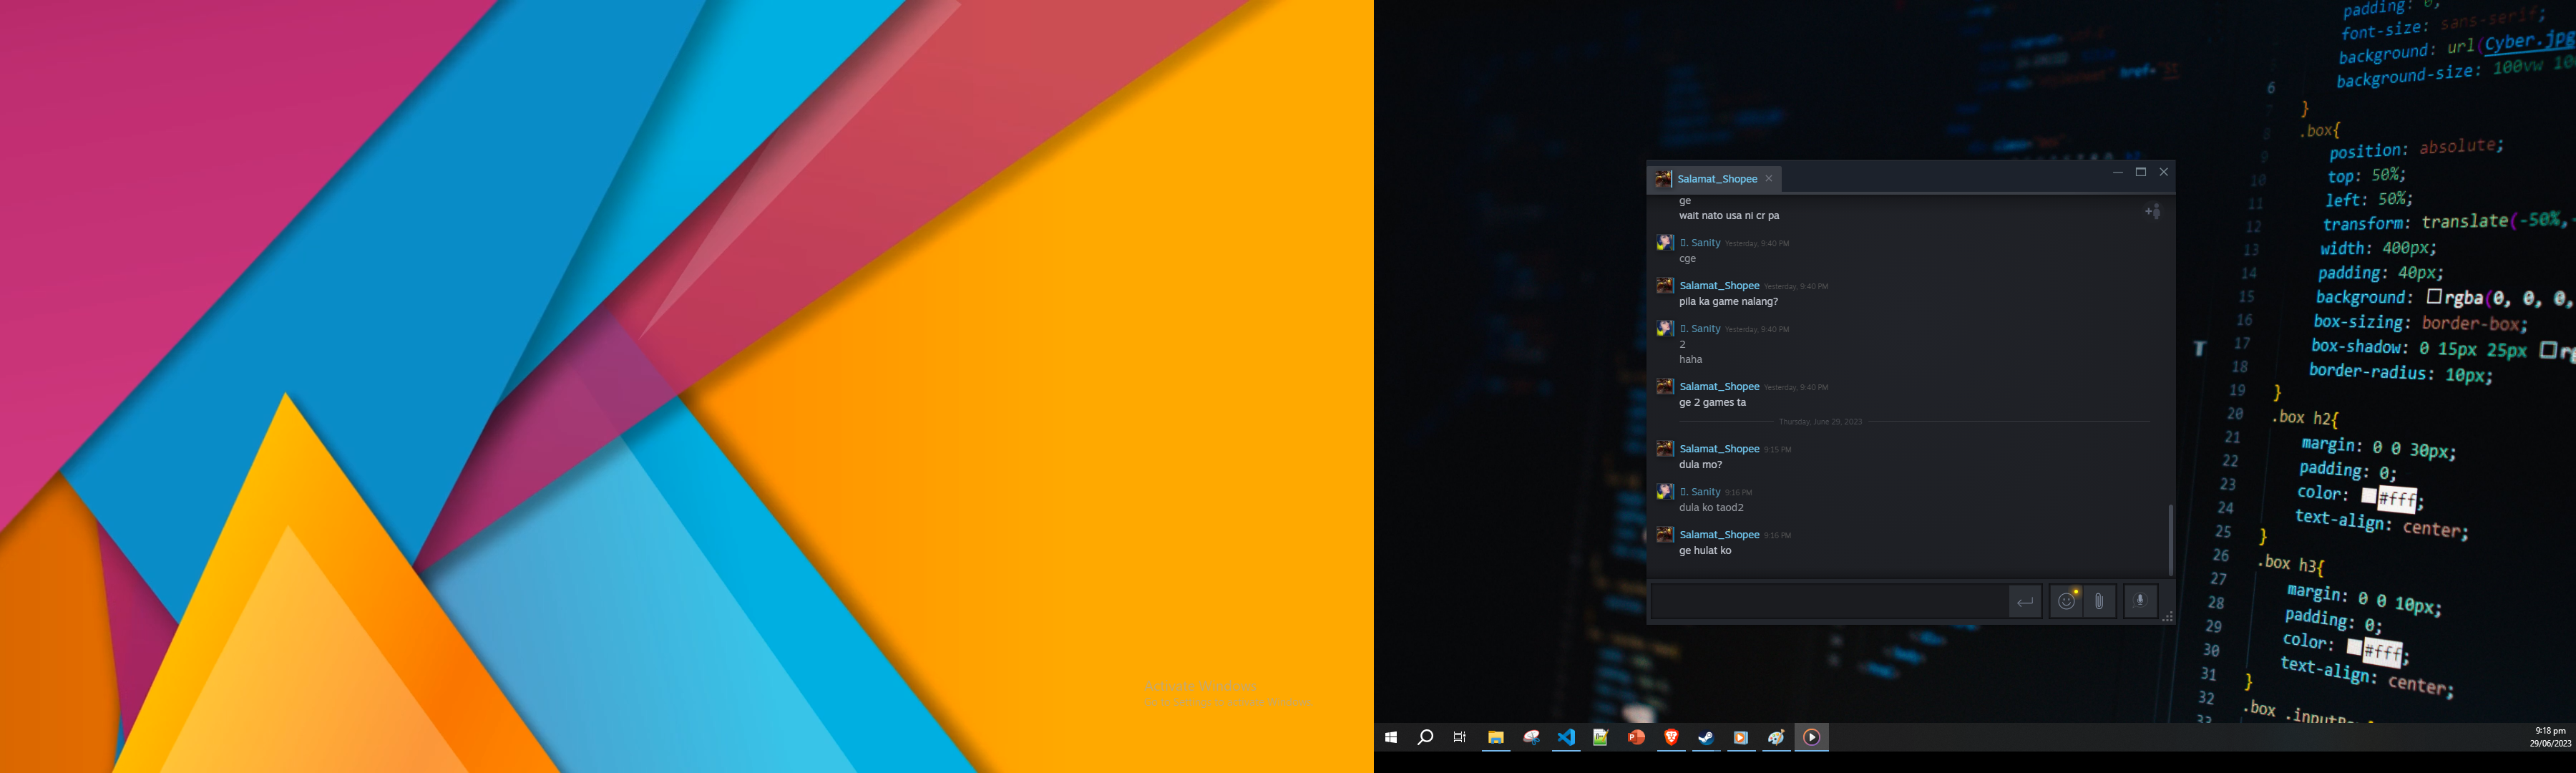 Activate Windows
Go to Settings to activate Windows.
Salamat_Shopee
ge
wait nato usa ni cr pa
. Sanity Yesterday, 9:40 PM
cge
Salamat_Shopee Yesterday, 9:40 PM
pila ka game nalang?
. Sanity Yesterday, 9:40 PM
2
haha
Salamat_Shopee Yesterday, 9:40 PM
ge 2 games ta
Thursday, June 29, 2023
Salamat_Shopee 9:15 PM
dula mo?
. Sanity 9:16 PM
dula ko taod2
Salamat_Shopee 9:16 PM
ge hulat ko
padding: 0;
font-size: sans-serif;
background: url(Cyber.jpg
background-size: 100vw 10
6
7 }
8 .box{
9 position: absolute;
10 top: 50%;
11 left: 50%;
12 transform: translate(-50%,-
13 width: 400px;
14 padding: 40px;
15 background: rgba(0, 0, 0,
16 box-sizing: border-box;
17 box-shadow: 0 15px 25px rg
18 border-radius: 10px;
19 }
20 .box h2{
21 margin: 0 0 30px;
22 padding: 0;
23 color: #fff;
24 text-align: center;
25 }
26 .box h3{
27 margin: 0 0 10px;
28 padding: 0;
29 color: #fff;
30 text-align: center;
31 }
32 .box
33
9:18 pm
29/06/2023